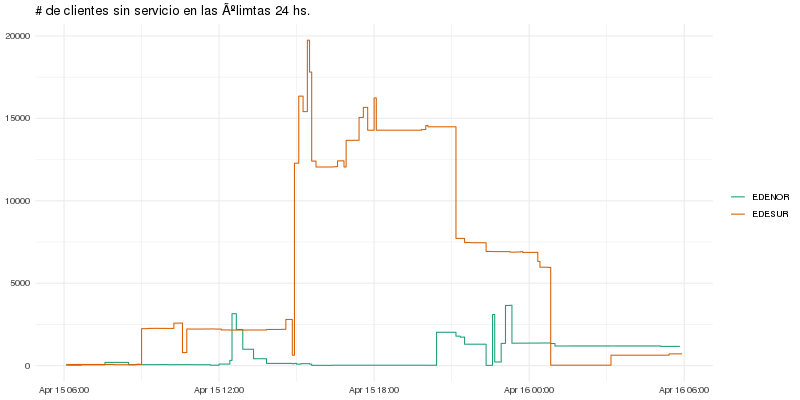 # de clientes sin servicio en las Ãºlimtas 24 hs.
20000
15000
10000
5000
0
Apr 15 06:00
Apr 15 12:00
Apr 15 18:00
Apr 16 00:00
Apr 16 06:00
EDENOR
EDESUR